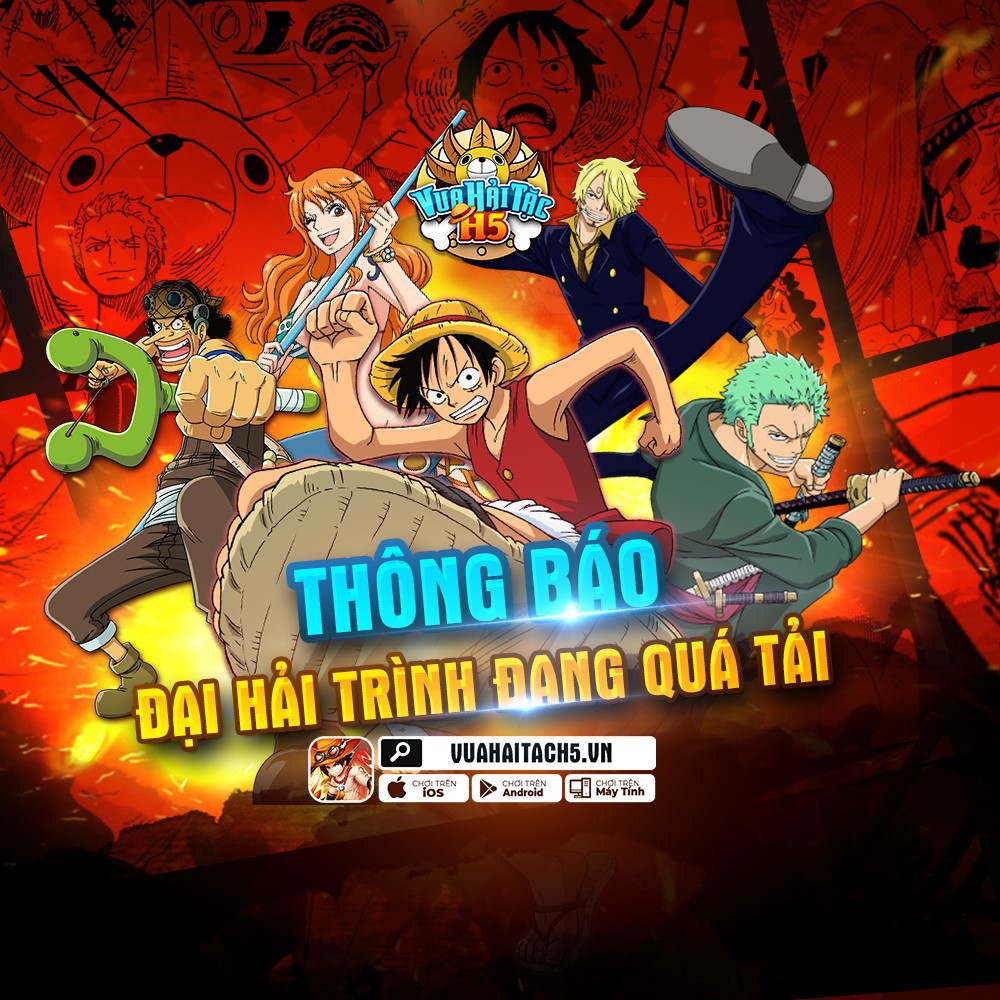 VUA HẢI TẶC
H5
THÔNG BÁO
ĐẠI HẢI TRÌNH ĐANG QUÁ TẢI
VUAHAITACH5.VN
CHƠI TRÊN
iOS
CHƠI TRÊN
Android
CHƠI TRÊN
Máy Tính